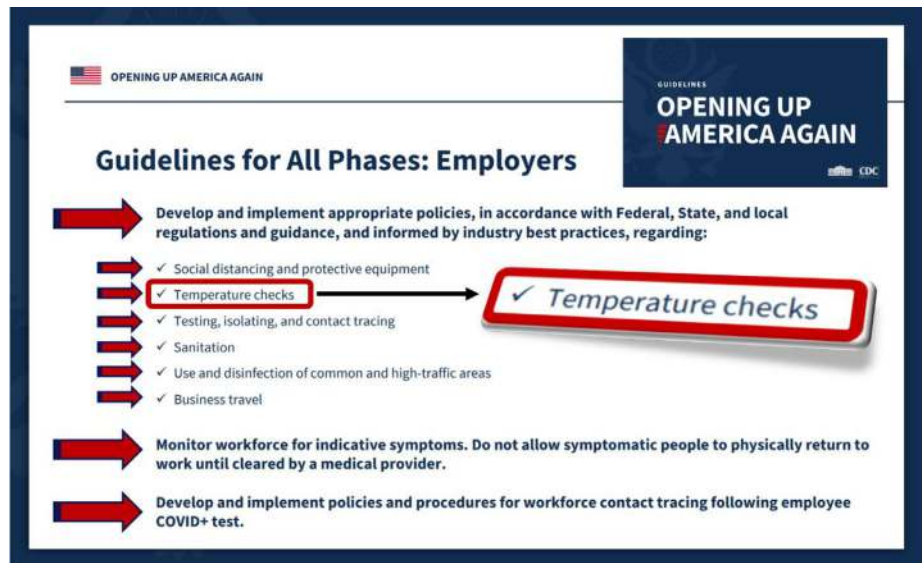 OPENING UP AMERICA AGAIN
GUIDELINES
OPENING UP
AMERICA AGAIN
CDC
Guidelines for All Phases: Employers
Develop and implement appropriate policies, in accordance with Federal, State, and local
regulations and guidance, and informed by industry best practices, regarding:
✓ Social distancing and protective equipment
✓ Temperature checks
✓ Temperature checks
✓ Testing, isolating, and contact tracing
✓ Sanitation
✓ Use and disinfection of common and high-traffic areas
✓ Business travel
Monitor workforce for indicative symptoms. Do not allow symptomatic people to physically return to
work until cleared by a medical provider.
Develop and implement policies and procedures for workforce contact tracing following employee
COVID+ test.